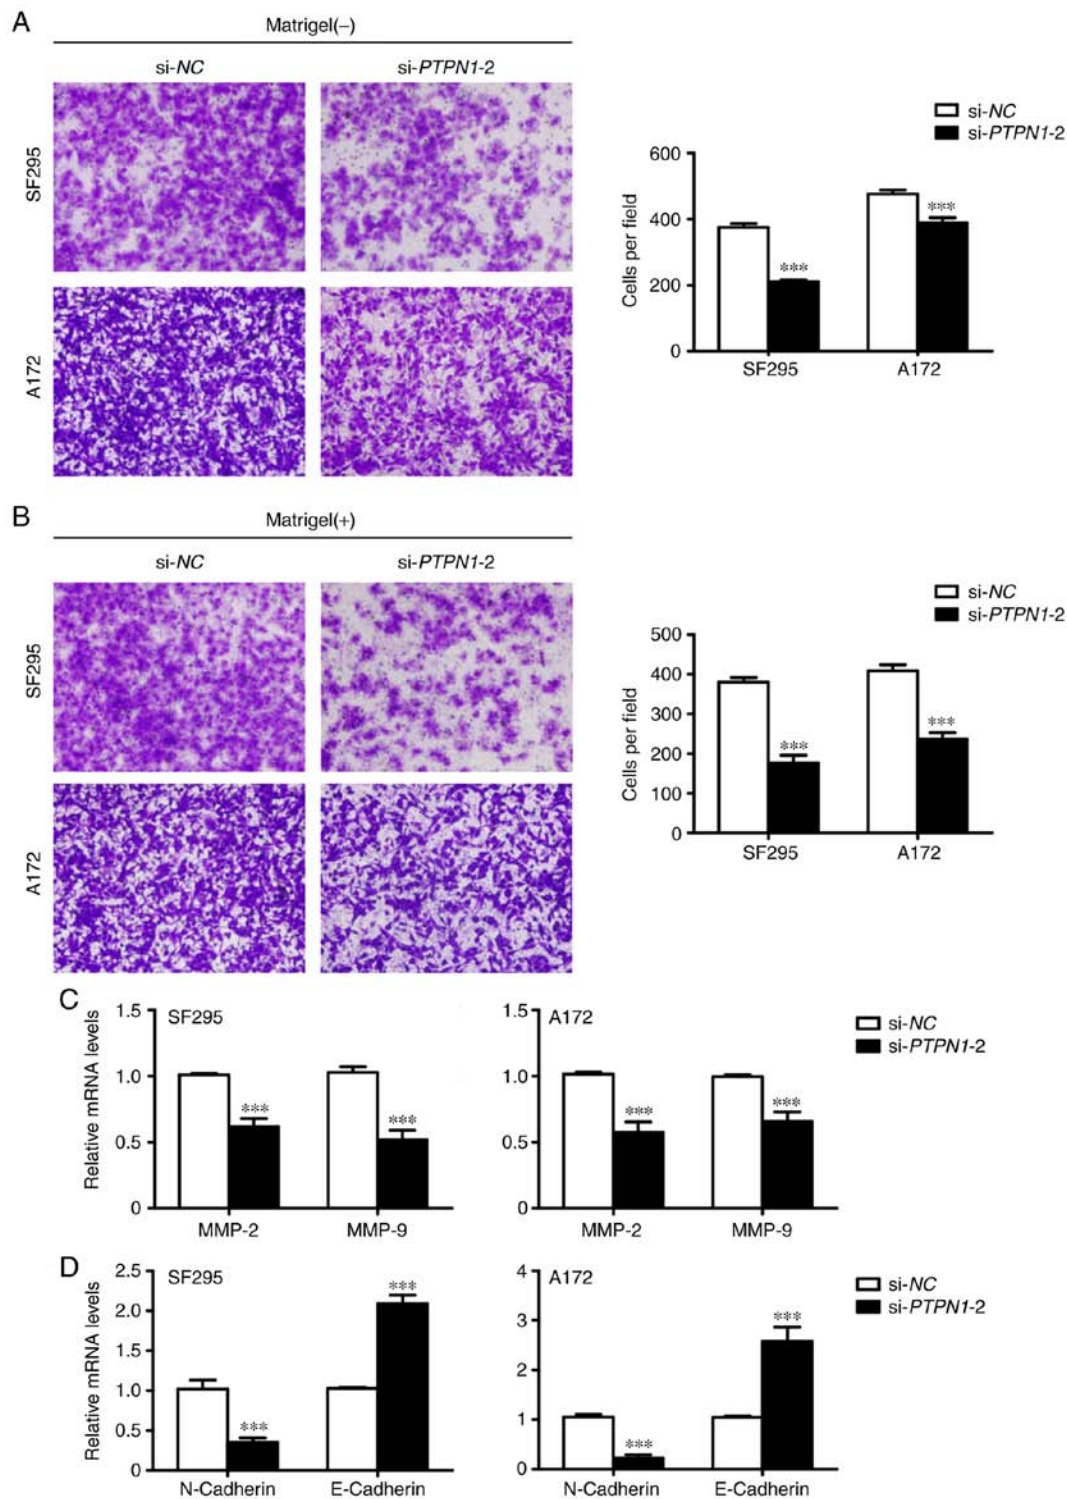 A
Matrigel(–)
si-NC
si-PTPN1-2
SF295
A172
si-NC
si-PTPN1-2
Cells per field
600
400
200
0
***
***
SF295
A172
B
Matrigel(+)
si-NC
si-PTPN1-2
SF295
A172
si-NC
si-PTPN1-2
Cells per field
500
400
300
200
100
0
***
***
SF295
A172
C
SF295
Relative mRNA levels
1.5
1.0
0.5
0
***
***
MMP-2
MMP-9
A172
1.5
1.0
0.5
0
***
***
MMP-2
MMP-9
si-NC
si-PTPN1-2
D
SF295
Relative mRNA levels
2.5
2.0
1.5
1.0
0.5
0
***
***
N-Cadherin
E-Cadherin
A172
4
3
2
1
0
***
***
N-Cadherin
E-Cadherin
si-NC
si-PTPN1-2